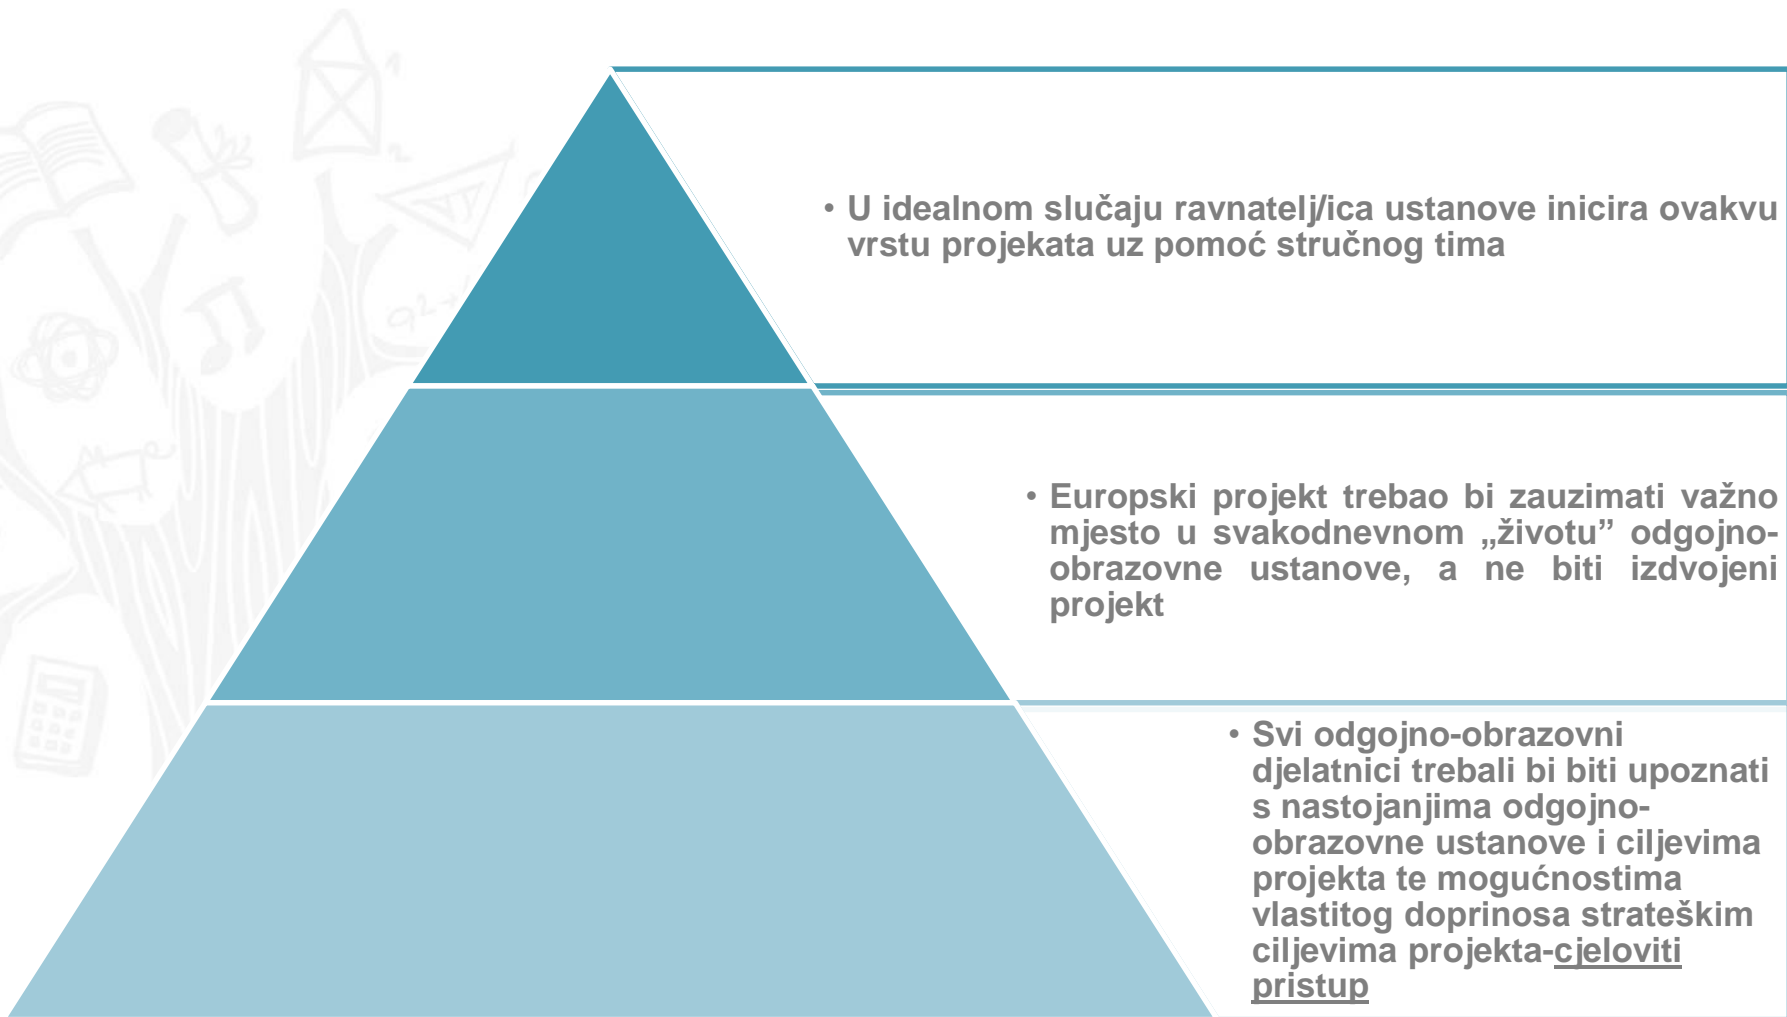 • U idealnom slučaju ravnatelj/ica ustanove inicira ovakvu
vrstu projekata uz pomoć stručnog tima
• Europski projekt trebao bi zauzimati važno
mjesto u svakodnevnom „životu” odgojno-
obrazovne ustanove, a ne biti izdvojeni
projekt
• Svi odgojno-obrazovni
djelatnici trebali bi biti upoznati
s nastojanjima odgojno-
obrazovne ustanove i ciljevima
projekta te mogućnostima
vlastitog doprinosa strateškim
ciljevima projekta-cjeloviti
pristup